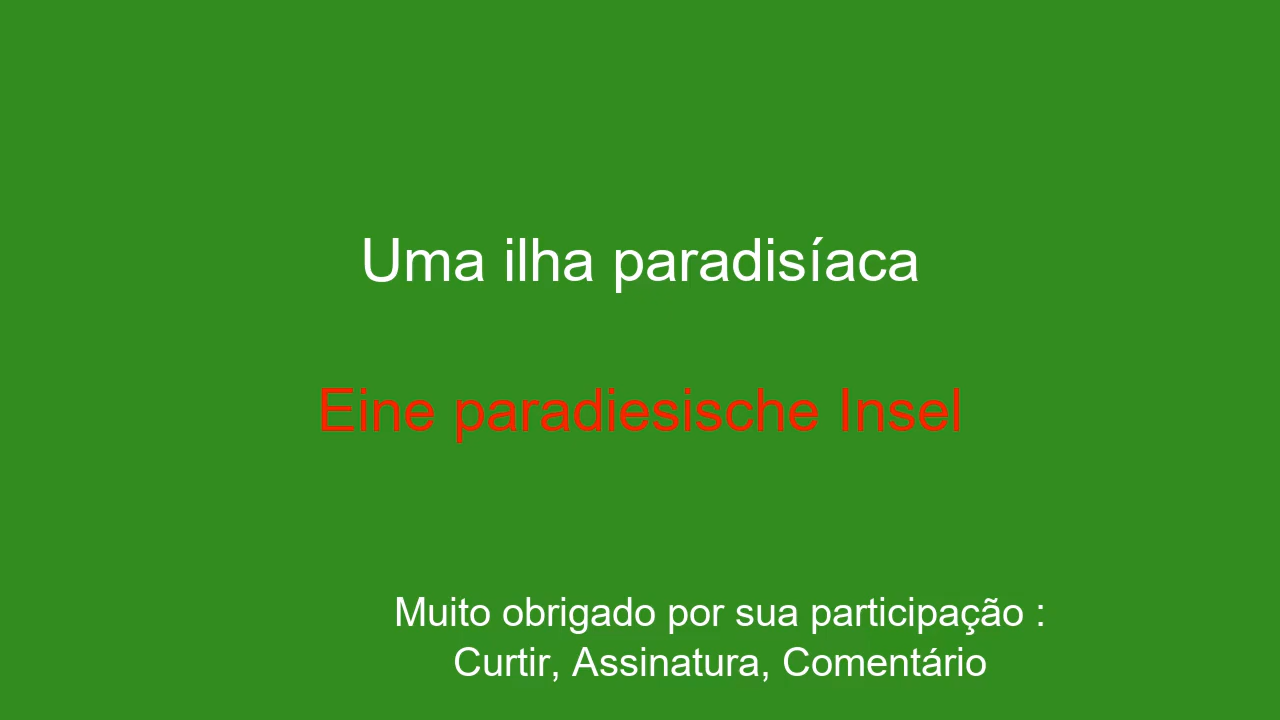 Uma ilha paradisíaca
Eine paradiesische Insel
Muito obrigado por sua participação :
Curtir, Assinatura, Comentário